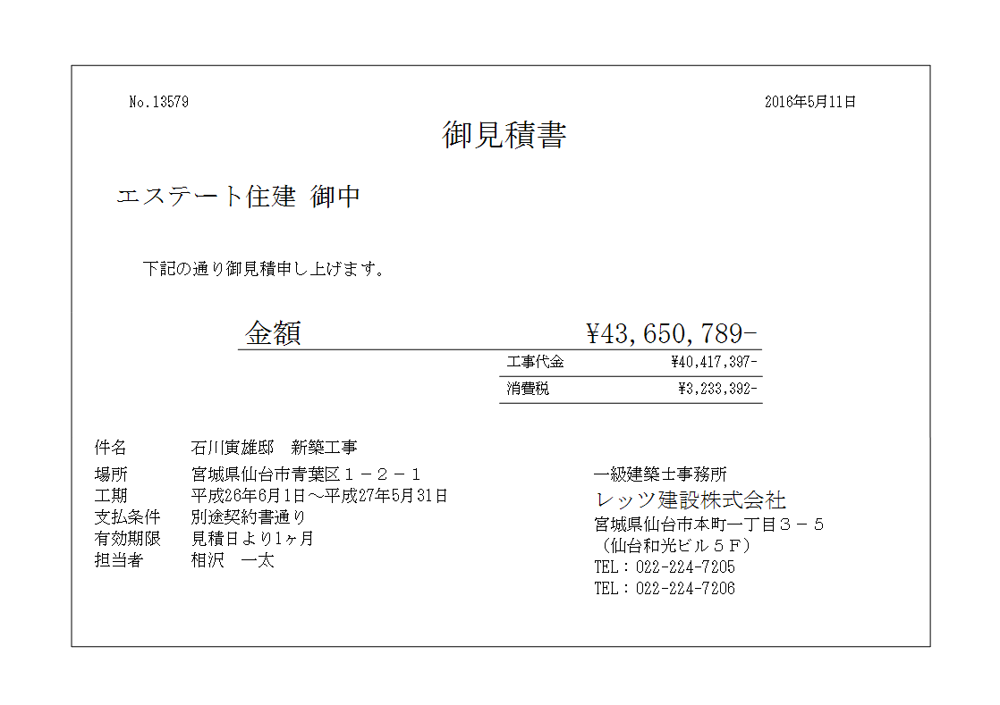 No.13579 2016年5月11日
御見積書
エステート住建 御中
下記の通り御見積申し上げます。
金額 ¥43,650,789-
工事代金 ¥40,417,397-
消費税 ¥3,233,392-
件名 石川寅雄邸 新築工事
場所 宮城県仙台市青葉区1-2-1
工期 平成26年6月1日~平成27年5月31日
支払条件 別途契約書通り
有効期限 見積日より1ヶ月
担当者 相沢 一太
一級建築士事務所
レッツ建設株式会社
宮城県仙台市本町一丁目3-5
(仙台和光ビル5F)
TEL:022-224-7205
TEL:022-224-7206